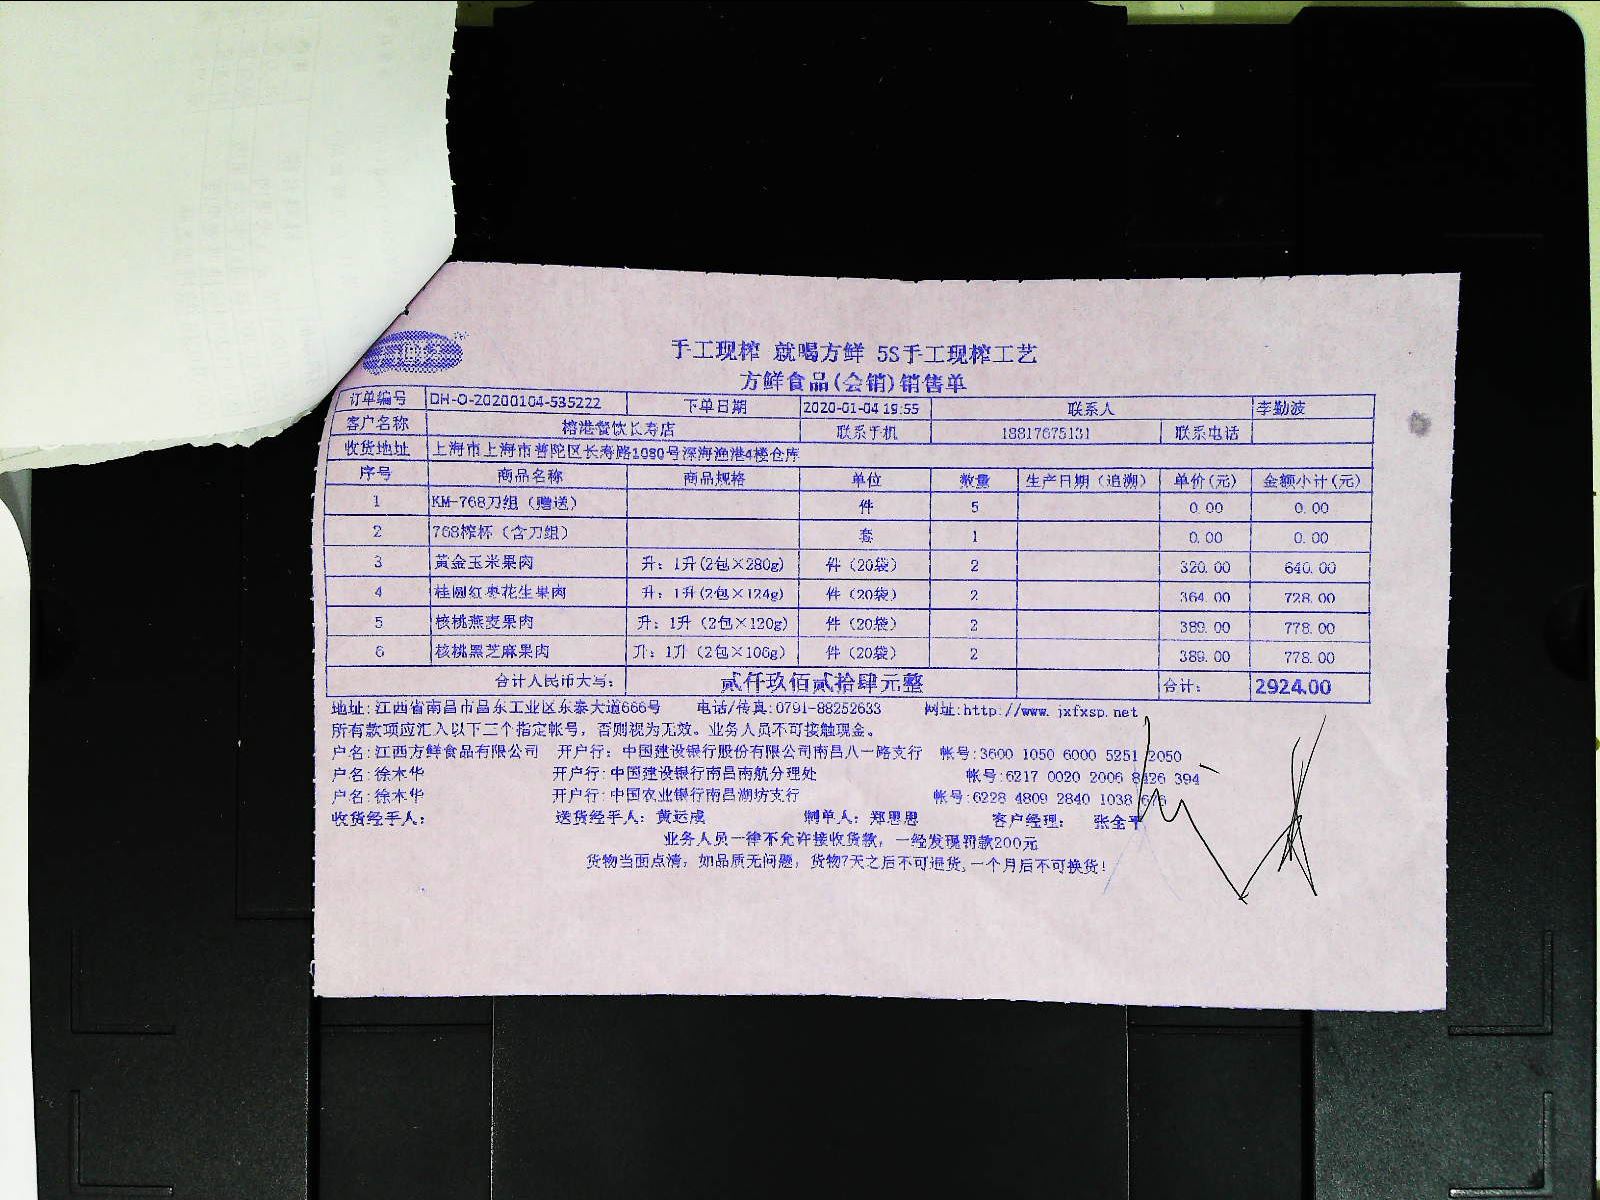 手工现榨 就喝方鲜 5S手工现榨工艺
方鲜食品(会销)销售单
订单编号 DH-O-20200104-535222 下单日期 2020-01-04 19:55 联系人 李勤波
客户名称 榕港餐饮长寿店 联系手机 18817675131 联系电话
收货地址 上海市上海市普陀区长寿路1080号深海渔港4楼仓库
序号 商品名称 商品规格 单位 数量 生产日期（追溯） 单价(元) 金额小计(元)
1 KM-768刀组（赠送） 件 5 0.00 0.00
2 768榨杯（含刀组） 套 1 0.00 0.00
3 黄金玉米果肉 升：1升(2包×280g) 件（20袋） 2 320.00 640.00
4 桂圆红枣花生果肉 升：1升(2包×124g) 件（20袋） 2 364.00 728.00
5 核桃燕麦果肉 升：1升（2包×120g) 件（20袋） 2 389.00 778.00
6 核桃黑芝麻果肉 升：1升（2包×106g) 件（20袋） 2 389.00 778.00
合计人民币大写： 贰仟玖佰贰拾肆元整 合计： 2924.00
地址:江西省南昌市昌东工业区东泰大道666号 电话/传真:0791-88252633 网址:http://www.jxfxsp.net
所有款项应汇入以下三个指定帐号，否则视为无效。业务人员不可接触现金。
户名:江西方鲜食品有限公司 开户行：中国建设银行股份有限公司南昌八一路支行 帐号:3600 1050 6000 5251 2050
户名:徐木华 开户行:中国建设银行南昌南航分理处 帐号:6217 0020 2006 8426 394
户名:徐木华 开户行:中国农业银行南昌湖坊支行 帐号:6228 4809 2840 1038 676
收货经手人： 送货经手人：黄运成 制单人：郑思思 客户经理： 张全平
业务人员一律不允许接收货款，一经发现罚款200元
货物当面点清；如品质无问题，货物7天之后不可退货,一个月后不可换货!